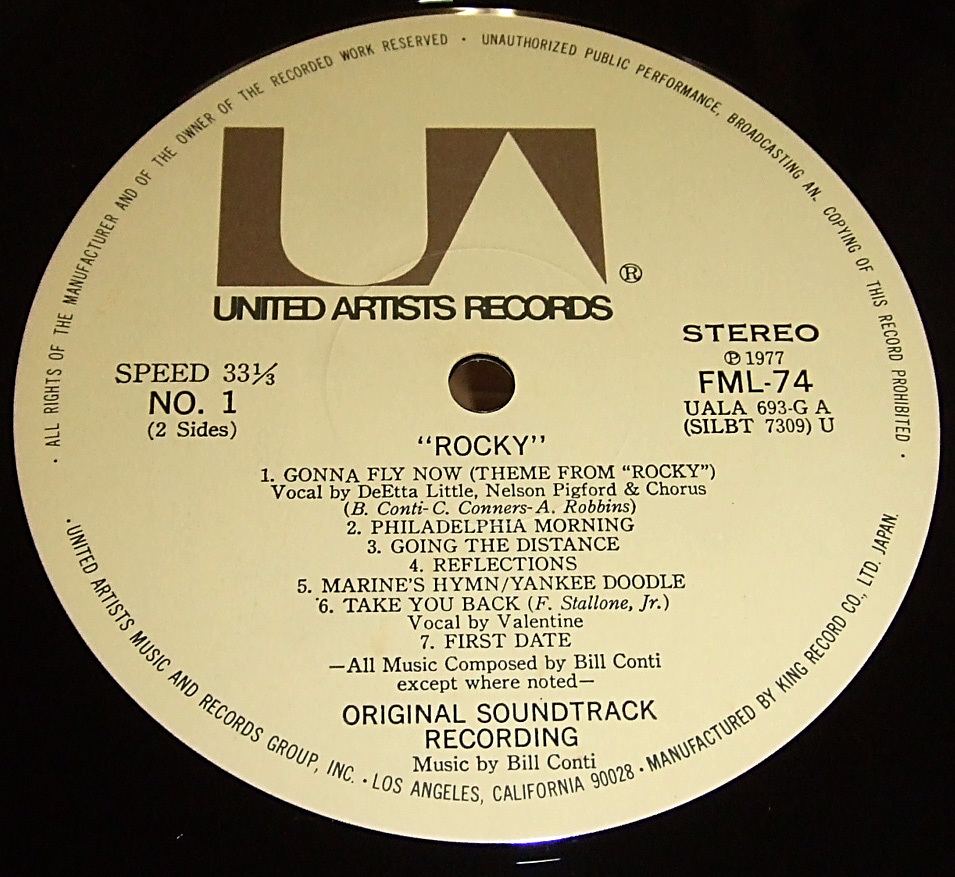 · ALL RIGHTS OF THE MANUFACTURER AND OF THE OWNER OF THE RECORDED WORK RESERVED · UNAUTHORIZED PUBLIC PERFORMANCE, BROADCASTING AN. COPYING OF THIS RECORD PROHIBITED ·
UA ®
UNITED ARTISTS RECORDS
SPEED 33⅓
NO. 1
(2 Sides)
STEREO
℗ 1977
FML-74
UALA 693-G A
(SILBT 7309) U
“ROCKY”
1. GONNA FLY NOW (THEME FROM “ROCKY”)
Vocal by DeEtta Little, Nelson Pigford & Chorus
(B. Conti-C. Conners-A. Robbins)
2. PHILADELPHIA MORNING
3. GOING THE DISTANCE
4. REFLECTIONS
5. MARINE'S HYMN/YANKEE DOODLE
6. TAKE YOU BACK (F. Stallone, Jr.)
Vocal by Valentine
7. FIRST DATE
—All Music Composed by Bill Conti
except where noted—
ORIGINAL SOUNDTRACK
RECORDING
Music by Bill Conti
· UNITED ARTISTS MUSIC AND RECORDS GROUP, INC. · LOS ANGELES, CALIFORNIA 90028 · MANUFACTURED BY KING RECORD CO., LTD. JAPAN.